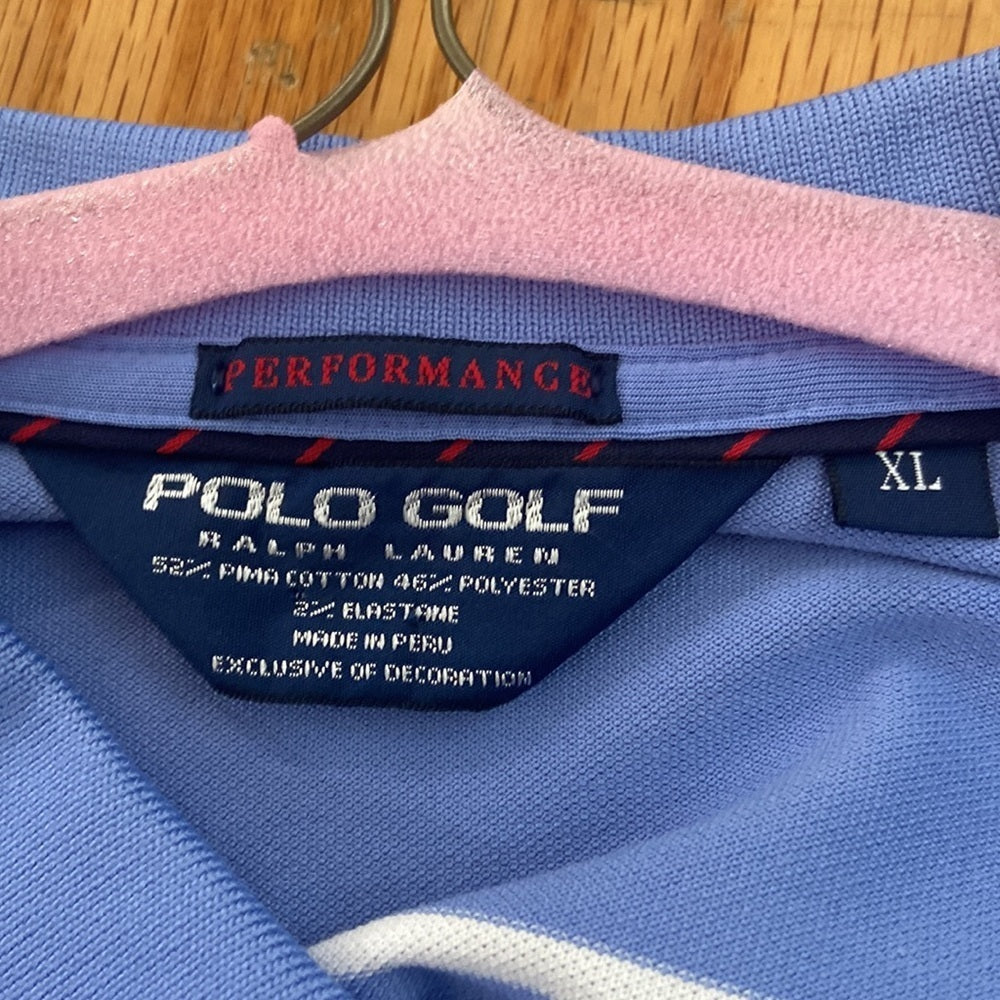 PERFORMANCE
POLO GOLF
RALPH LAUREN
52% PIMA COTTON 46% POLYESTER
2% ELASTANE
MADE IN PERU
EXCLUSIVE OF DECORATION
XL